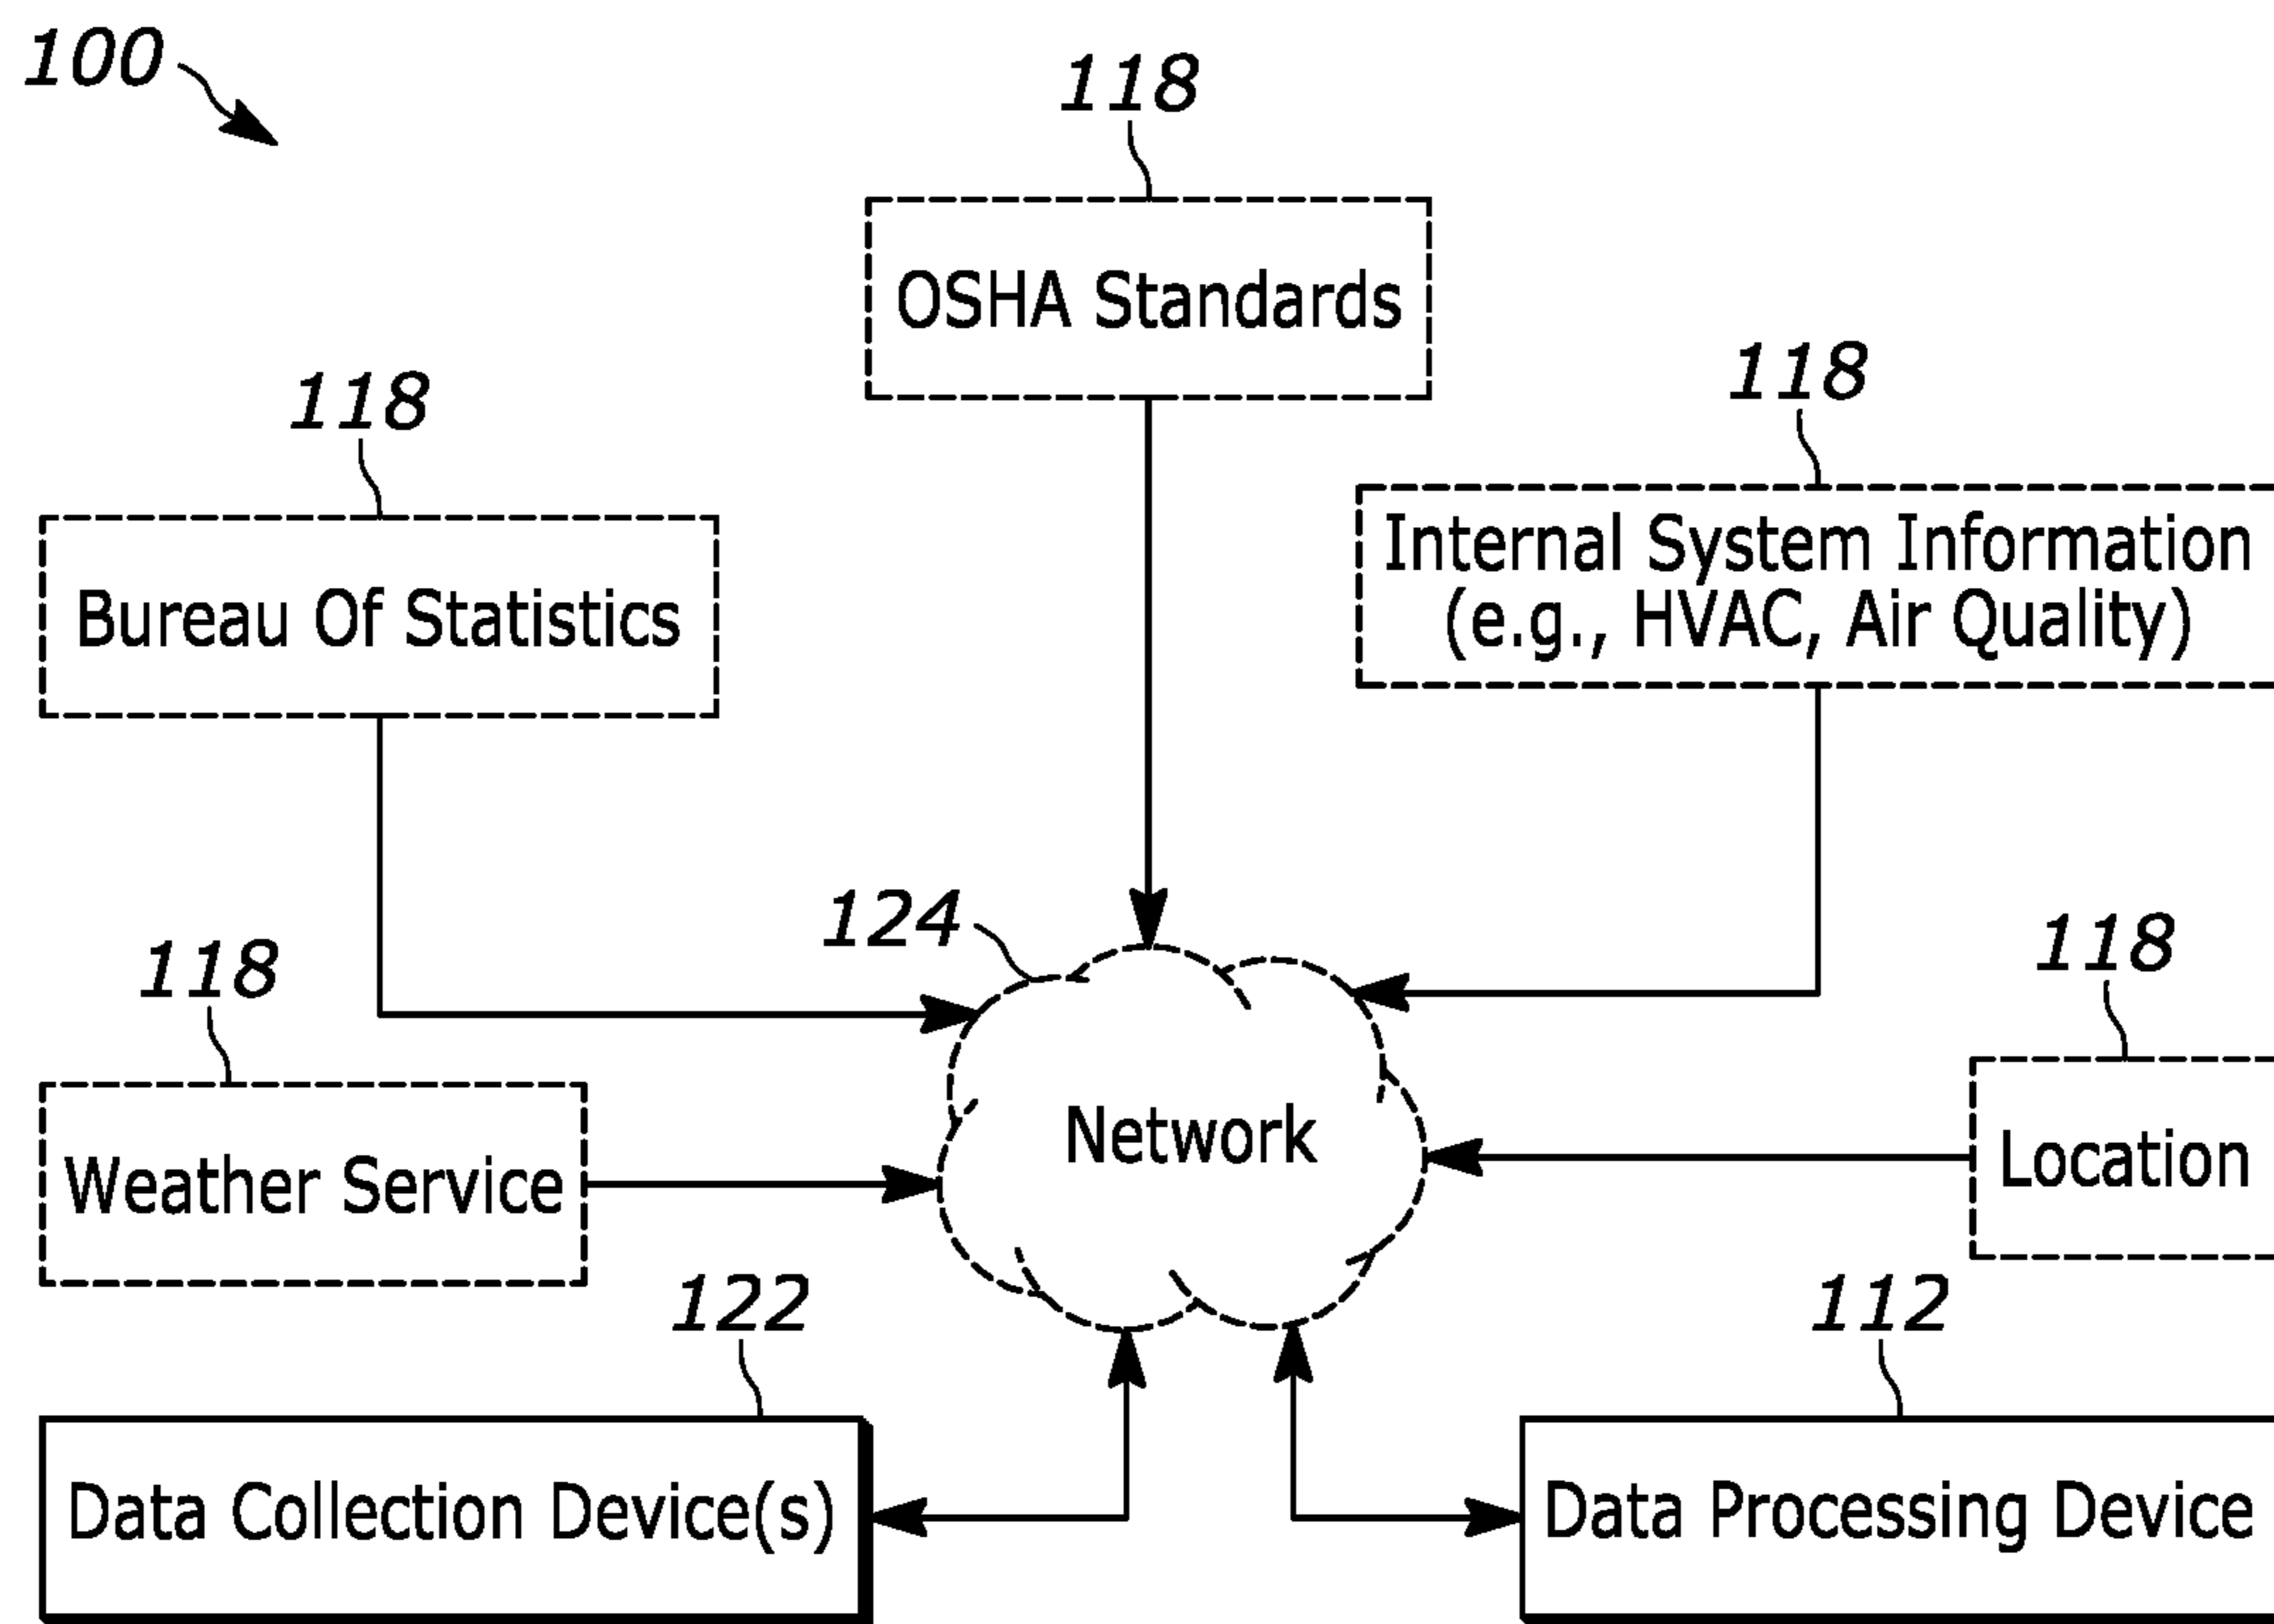 100
118
OSHA Standards
118
Bureau Of Statistics
118
Internal System Information
(e.g., HVAC, Air Quality)
124
118
Weather Service
Network
118
Location
122
Data Collection Device(s)
112
Data Processing Device